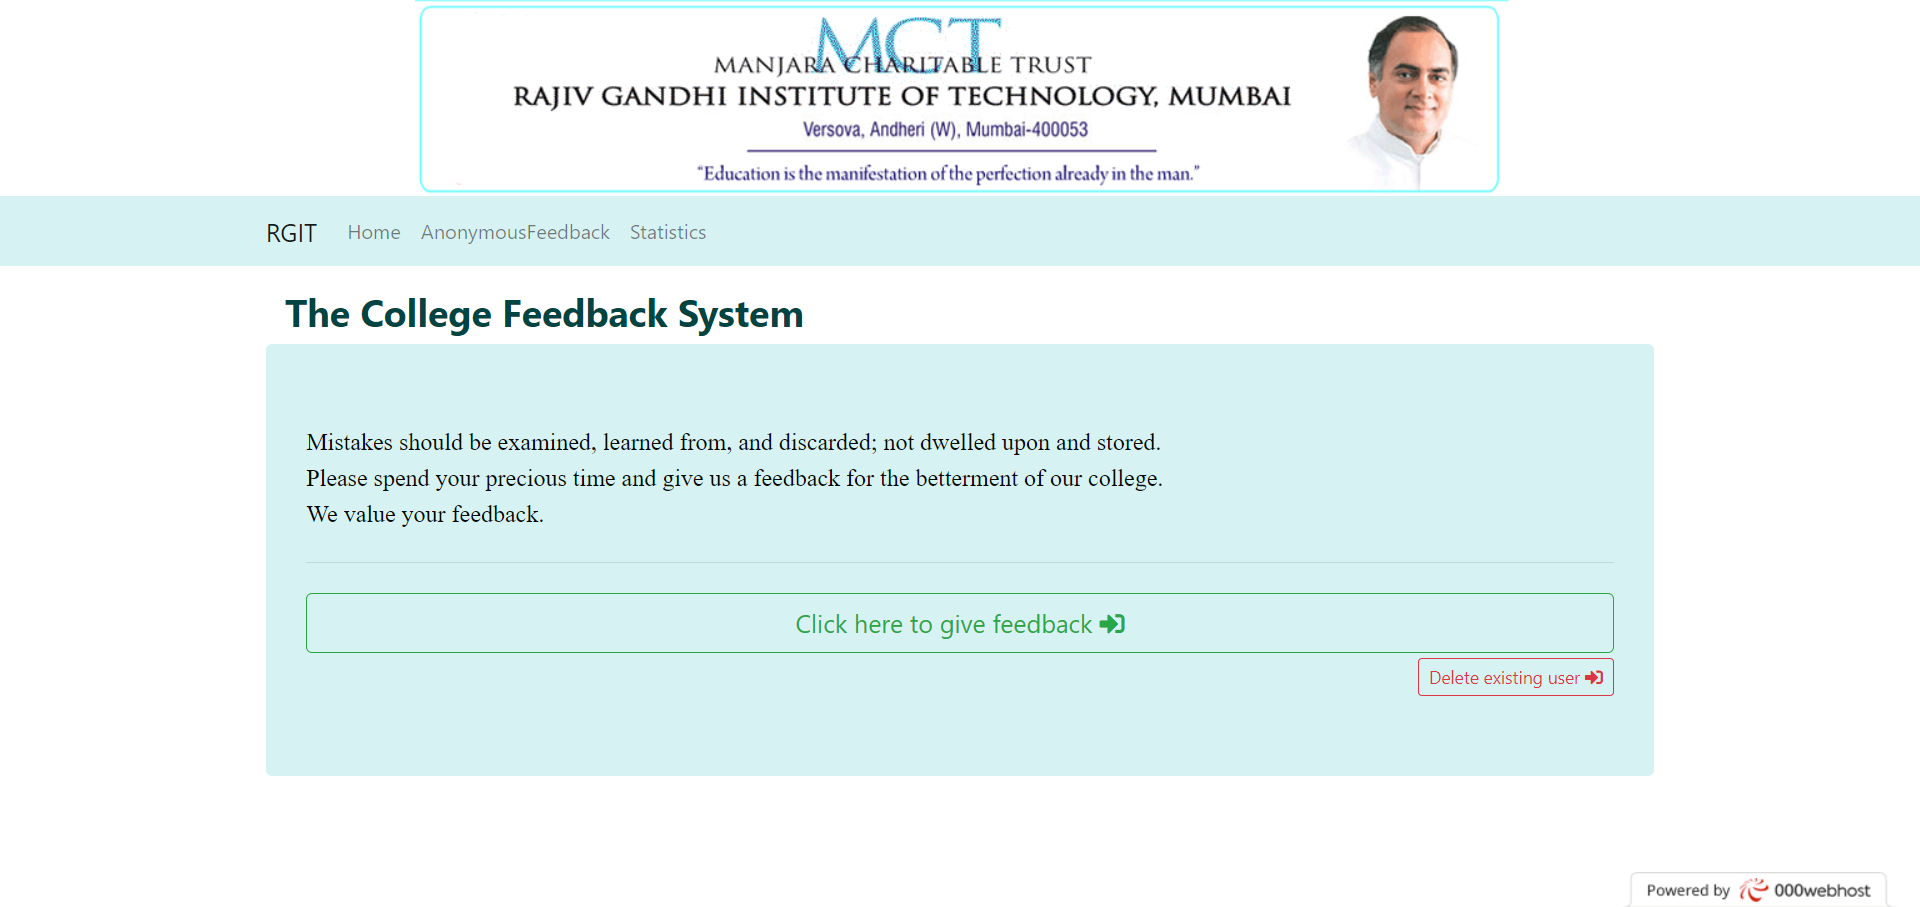 MCT
MANJARA CHARITABLE TRUST
RAJIV GANDHI INSTITUTE OF TECHNOLOGY, MUMBAI
Versova, Andheri (W), Mumbai-400053
“Education is the manifestation of the perfection already in the man.”
RGIT Home AnonymousFeedback Statistics
The College Feedback System
Mistakes should be examined, learned from, and discarded; not dwelled upon and stored.
Please spend your precious time and give us a feedback for the betterment of our college.
We value your feedback.
Click here to give feedback
Delete existing user
Powered by 000webhost